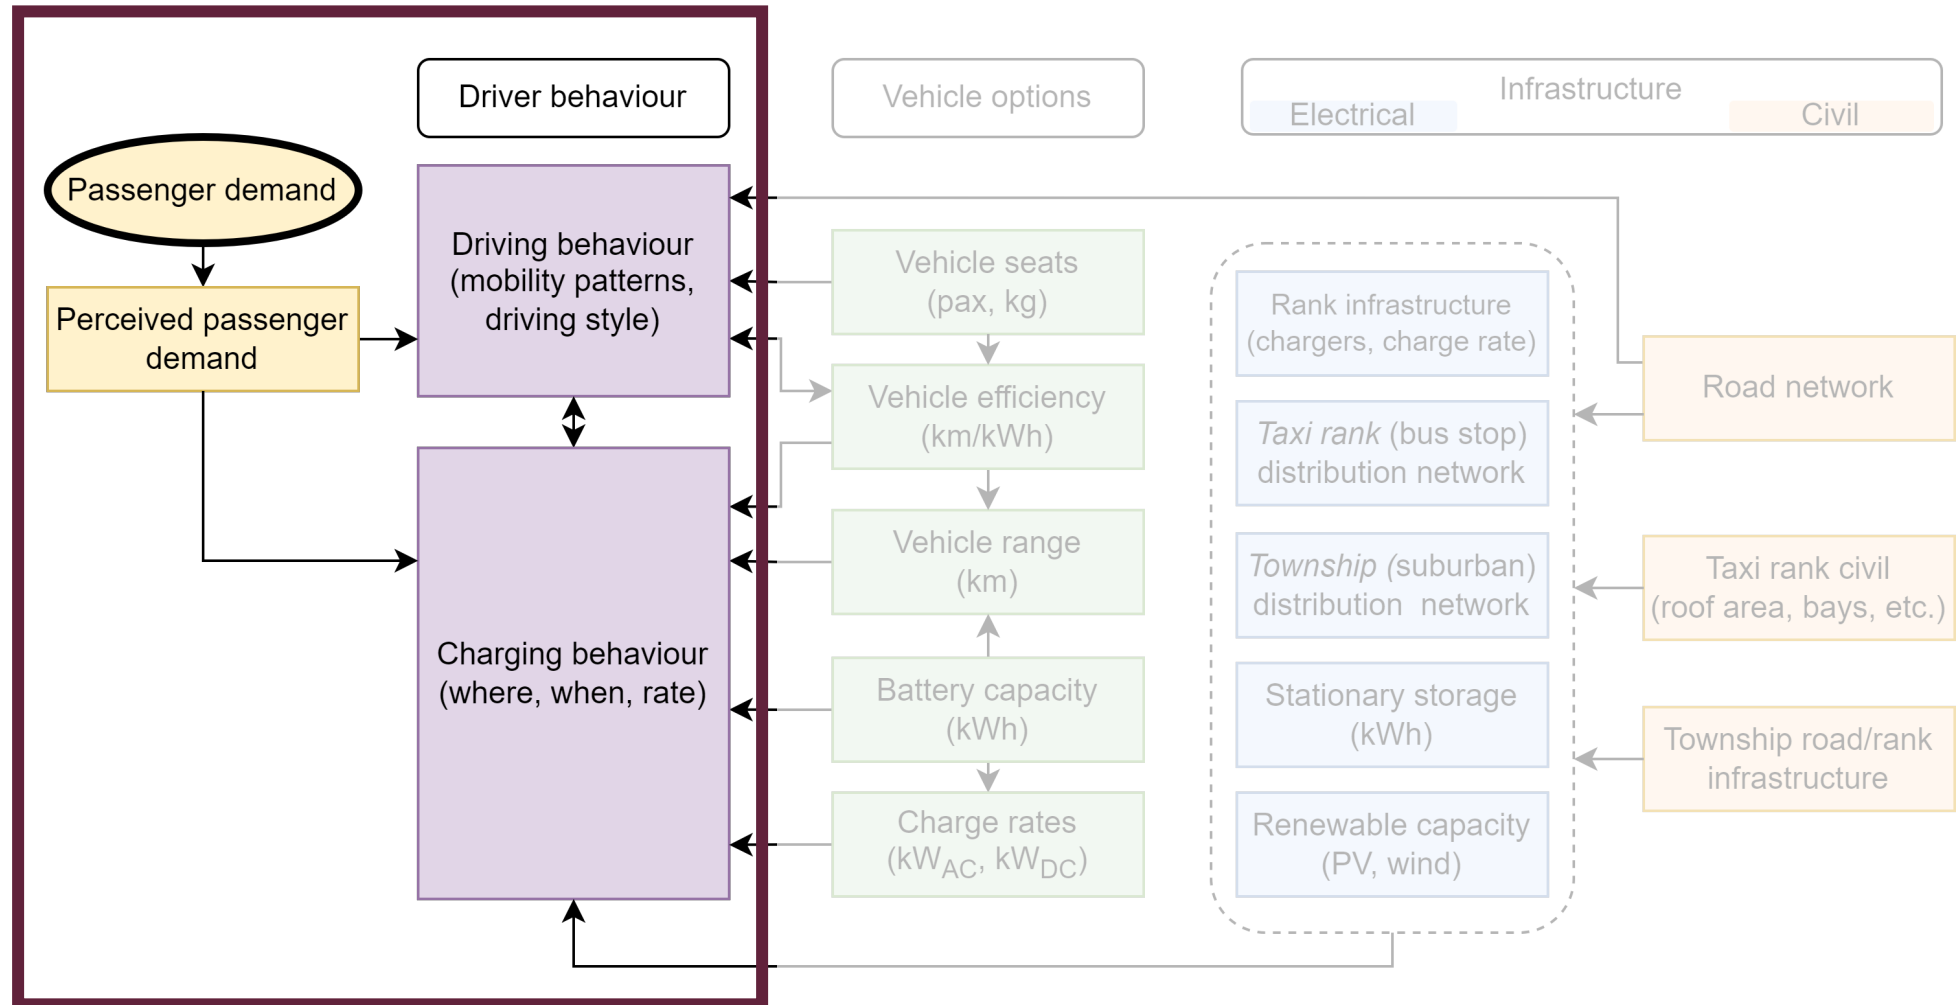 Driver behaviour
Vehicle options
Infrastructure
Electrical
Civil
Passenger demand
Perceived passenger
demand
Driving behaviour
(mobility patterns,
driving style)
Charging behaviour
(where, when, rate)
Vehicle seats
(pax, kg)
Vehicle efficiency
(km/kWh)
Vehicle range
(km)
Battery capacity
(kWh)
Charge rates
(kW_AC, kW_DC)
Rank infrastructure
(chargers, charge rate)
Taxi rank (bus stop)
distribution network
Township (suburban)
distribution network
Stationary storage
(kWh)
Renewable capacity
(PV, wind)
Road network
Taxi rank civil
(roof area, bays, etc.)
Township road/rank
infrastructure